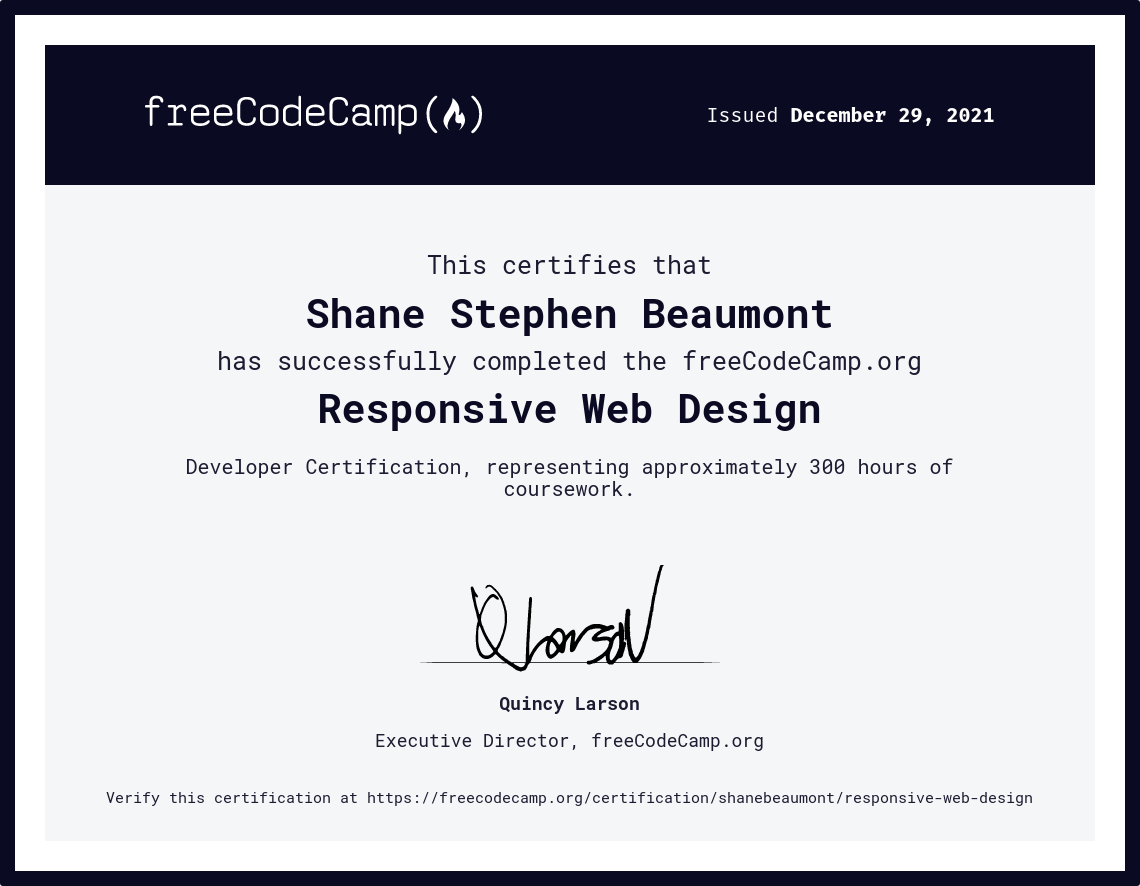 freeCodeCamp(🔥)
Issued December 29, 2021
This certifies that
Shane Stephen Beaumont
has successfully completed the freeCodeCamp.org
Responsive Web Design
Developer Certification, representing approximately 300 hours of
coursework.
Q Larson
Quincy Larson
Executive Director, freeCodeCamp.org
Verify this certification at https://freecodecamp.org/certification/shanebeaumont/responsive-web-design